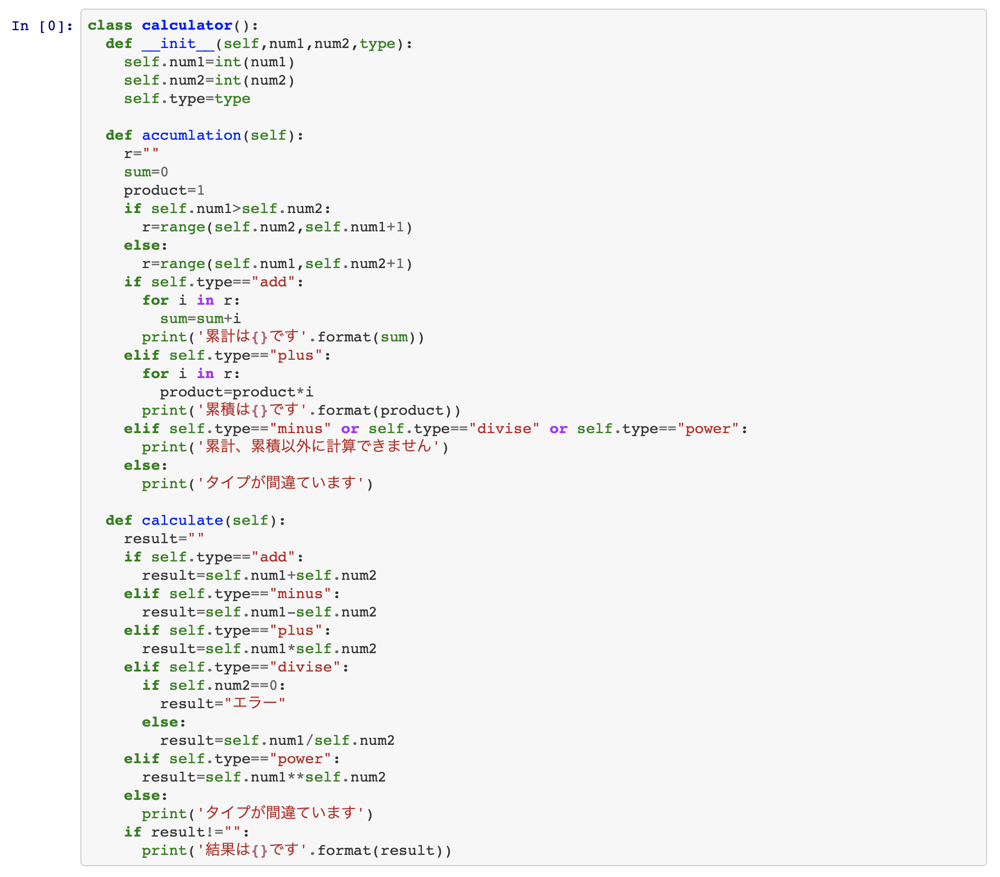 In [0]:
class calculator():
  def __init__(self,num1,num2,type):
    self.num1=int(num1)
    self.num2=int(num2)
    self.type=type

  def accumlation(self):
    r=""
    sum=0
    product=1
    if self.num1>self.num2:
      r=range(self.num2,self.num1+1)
    else:
      r=range(self.num1,self.num2+1)
    if self.type=="add":
      for i in r:
        sum=sum+i
      print('累計は{}です'.format(sum))
    elif self.type=="plus":
      for i in r:
        product=product*i
      print('累積は{}です'.format(product))
    elif self.type=="minus" or self.type=="divise" or self.type=="power":
      print('累計、累積以外に計算できません')
    else:
      print('タイプが間違ています')

  def calculate(self):
    result=""
    if self.type=="add":
      result=self.num1+self.num2
    elif self.type=="minus":
      result=self.num1-self.num2
    elif self.type=="plus":
      result=self.num1*self.num2
    elif self.type=="divise":
      if self.num2==0:
        result="エラー"
      else:
        result=self.num1/self.num2
    elif self.type=="power":
      result=self.num1**self.num2
    else:
      print('タイプが間違ています')
    if result!="":
      print('結果は{}です'.format(result))